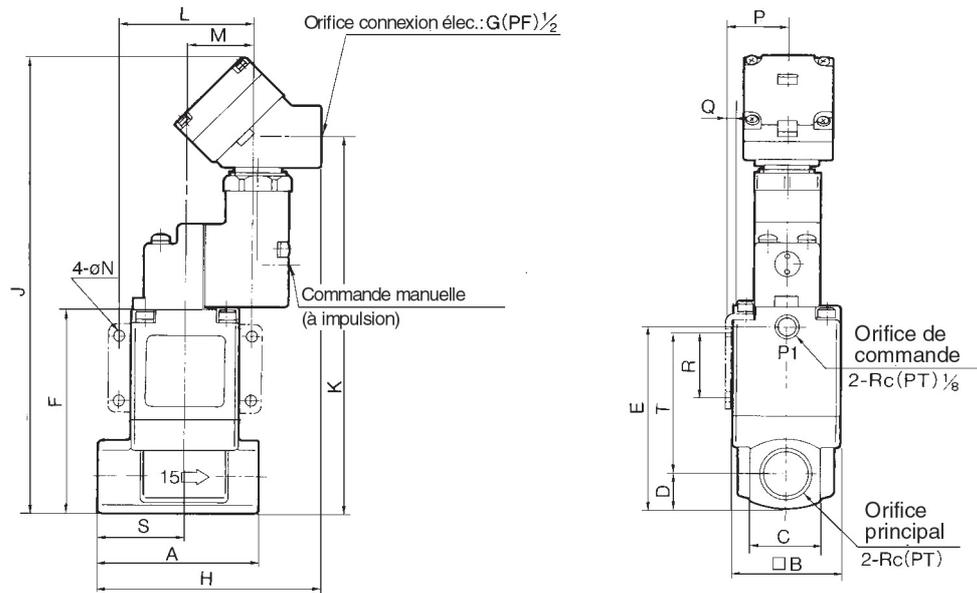 L
M
Orifice connexion élec.: G(PF) ½
J
4-øN
Commande manuelle
(à impulsion)
F
K
15
S
A
H
P
Q
P1
Orifice de
commande
2-Rc(PT) ⅛
E
T
R
D
C
□B
Orifice
principal
2-Rc(PT)